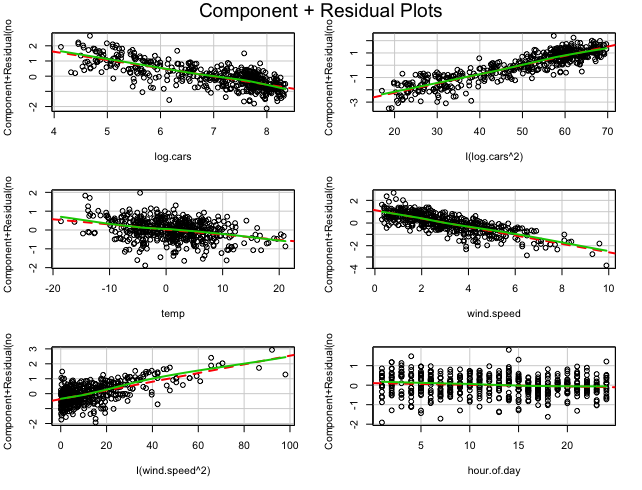 Component + Residual Plots
Component+Residual(no
2
1
0
-2
4 5 6 7 8
log.cars
Component+Residual(no
1
-1
-3
20 30 40 50 60 70
I(log.cars^2)
Component+Residual(no
2
1
0
-1
-2
-20 -10 0 10 20
temp
Component+Residual(no
2
0
-2
-4
0 2 4 6 8 10
wind.speed
Component+Residual(no
3
2
1
0
-2
0 20 40 60 80 100
I(wind.speed^2)
Component+Residual(no
1
0
-1
-2
5 10 15 20
hour.of.day